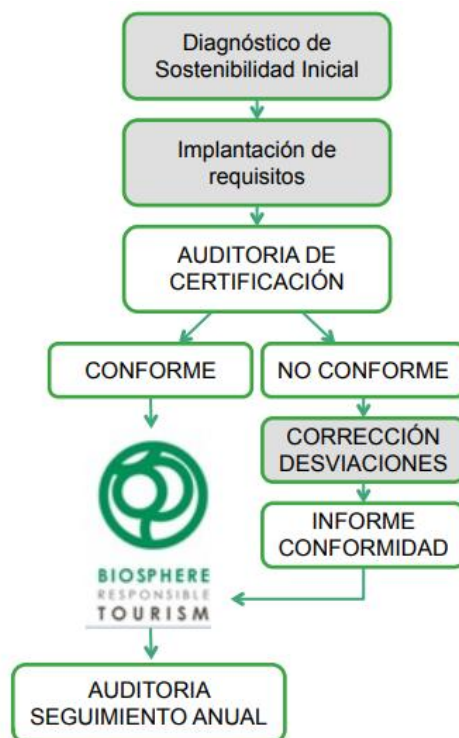 Diagnóstico de
Sostenibilidad Inicial
Implantación de
requisitos
AUDITORIA DE
CERTIFICACIÓN
CONFORME
NO CONFORME
CORRECCIÓN
DESVIACIONES
INFORME
CONFORMIDAD
BIOSPHERE
RESPONSIBLE
TOURISM
AUDITORIA
SEGUIMIENTO ANUAL